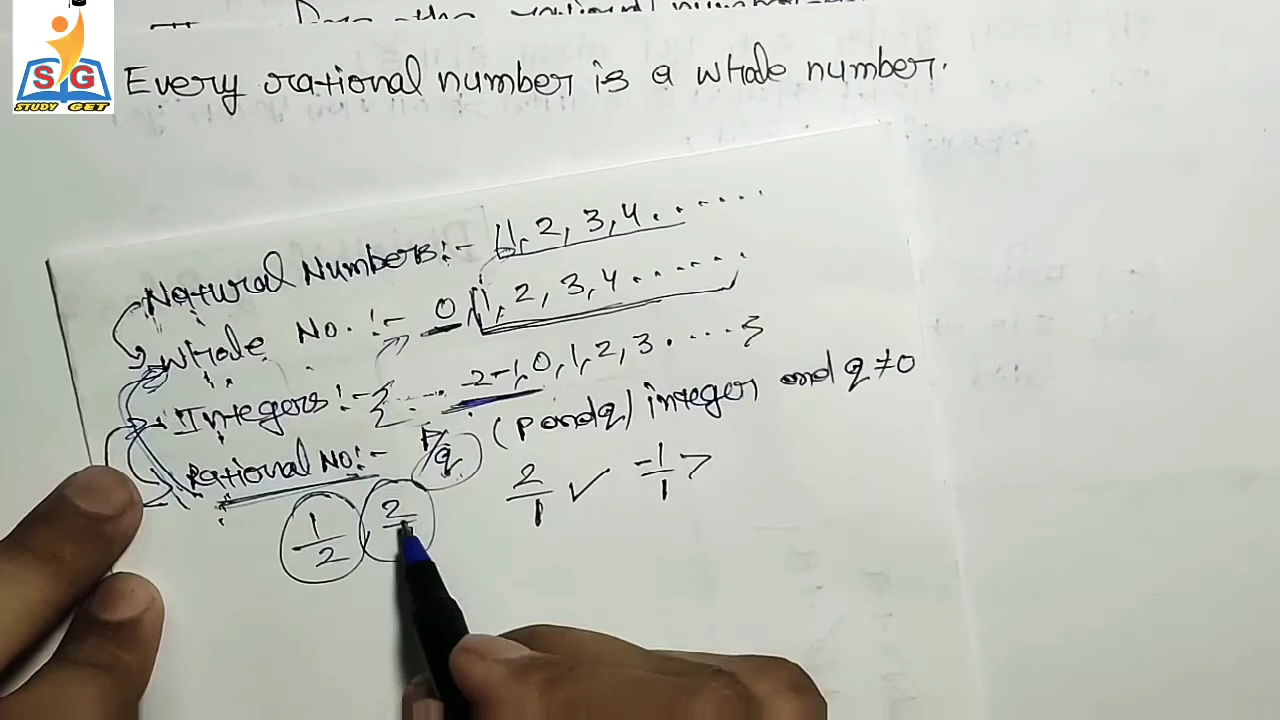 SG
STUDY GET
Every rational number is a whole number.
Natural Numbers:- 1, 2, 3, 4.........
Whole No. :- 0, 1, 2, 3, 4.......
Integers :- {..... -2 -1, 0, 1, 2, 3.......}
Rational No:- P/q (P and q) integer and q ≠ 0
1/2 2/ 2/1 ✓ -1/1